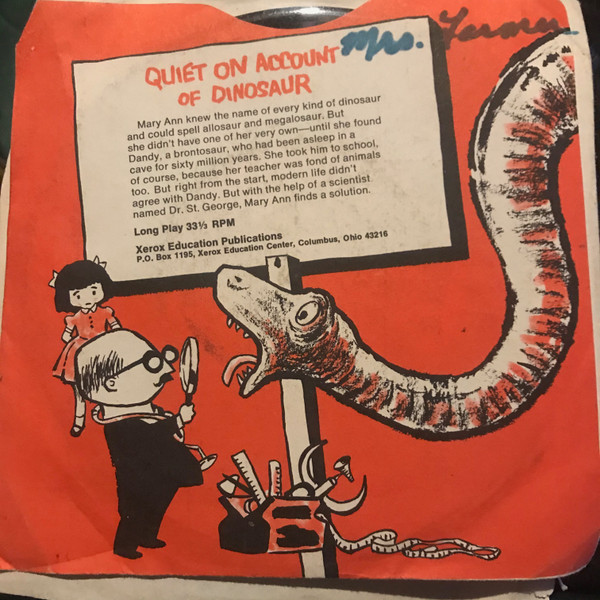 QUIET ON ACCOUNT
OF DINOSAUR
Mrs. Farmer
Mary Ann knew the name of every kind of dinosaur
and could spell allosaur and megalosaur. But
she didn't have one of her very own—until she found
Dandy, a brontosaur, who had been asleep in a
cave for sixty million years. She took him to school,
of course, because her teacher was fond of animals
too. But right from the start, modern life didn't
agree with Dandy. But with the help of a scientist
named Dr. St. George, Mary Ann finds a solution.
Long Play 33⅓ RPM
Xerox Education Publications
P.O. Box 1195, Xerox Education Center, Columbus, Ohio 43216